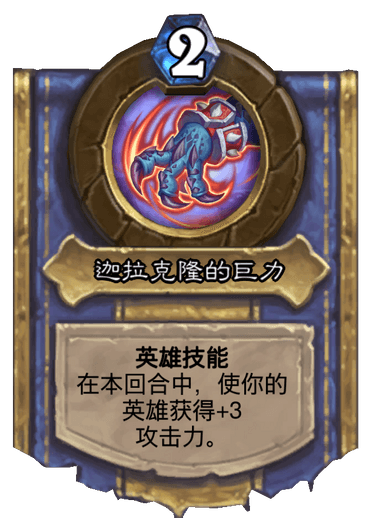 2
迦拉克隆的巨力
英雄技能
在本回合中，使你的
英雄获得+3
攻击力。